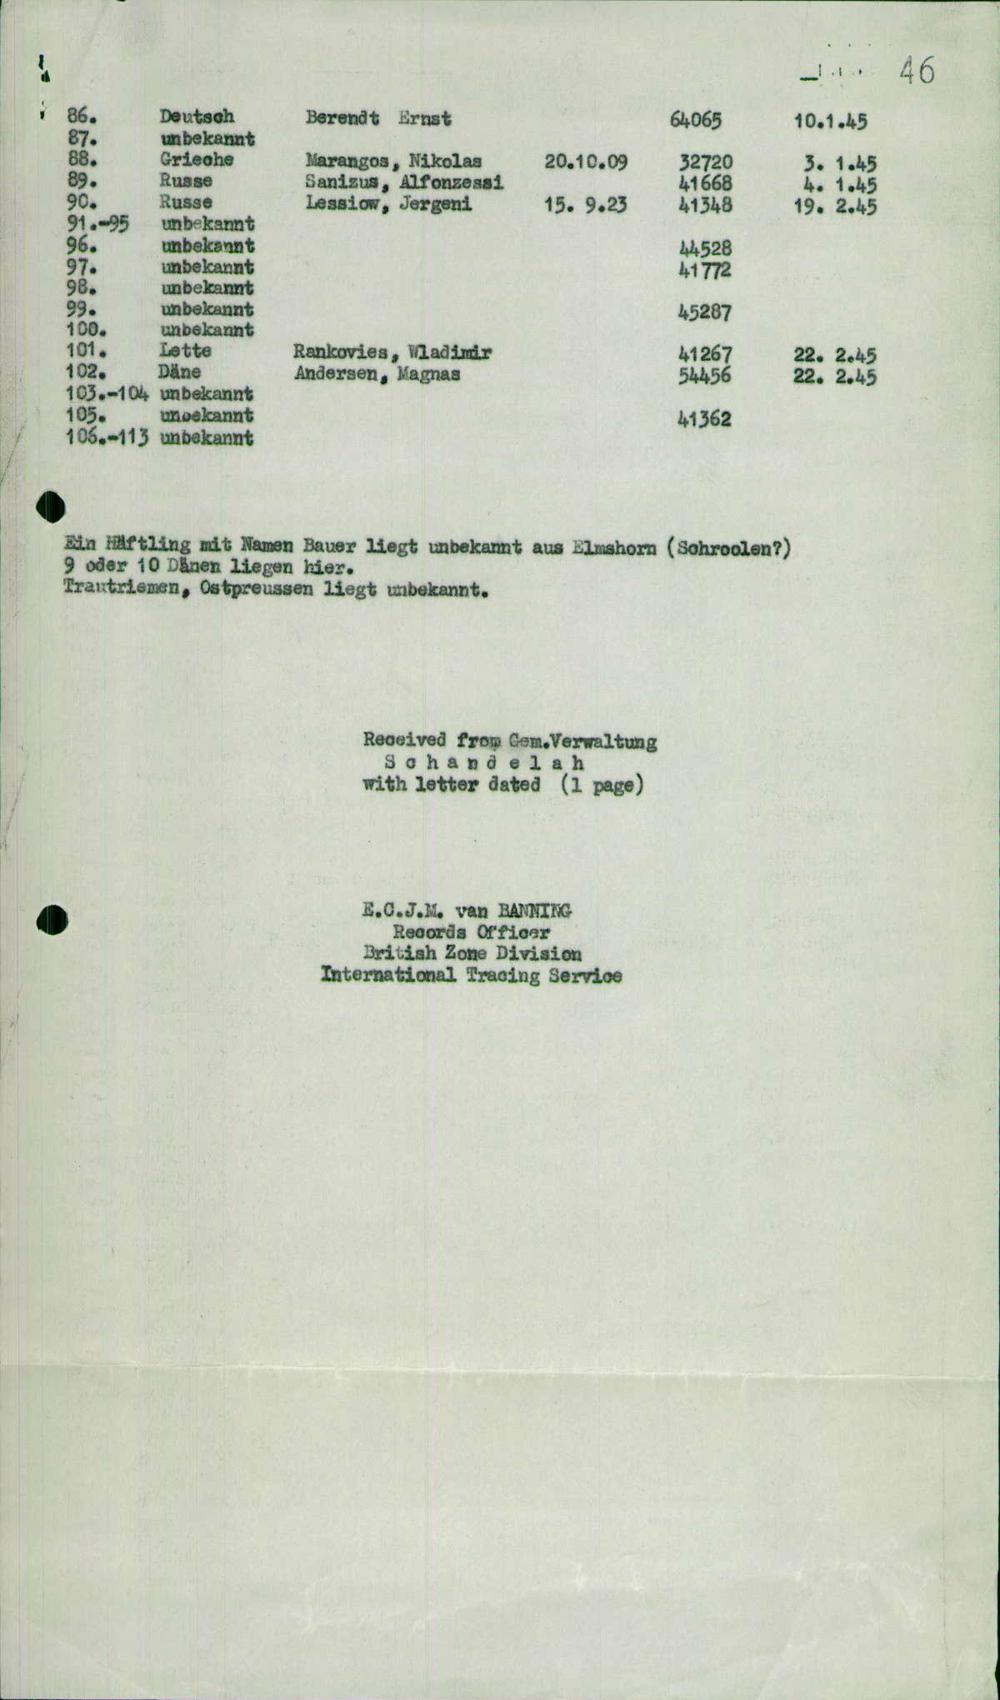 46
86. Deutsch Berendt Ernst 64065 10.1.45
87. unbekannt
88. Grieche Marangos, Nikolas 20.10.09 32720 3. 1.45
89. Russe Sanizus, Alfonzessi 41668 4. 1.45
90. Russe Lessiow, Jergeni 15. 9.23 41348 19. 2.45
91.-95 unbekannt
96. unbekannt 44528
97. unbekannt 41772
98. unbekannt
99. unbekannt 45287
100. unbekannt
101. Lette Rankovies, Wladimir 41267 22. 2.45
102. Däne Andersen, Magnas 54456 22. 2.45
103.-104 unbekannt
105. unbekannt 41362
106.-113 unbekannt
Ein Häftling mit Namen Bauer liegt unbekannt aus Elmshorn (Schroolen?)
9 oder 10 Dänen liegen hier.
Trautriemen, Ostpreussen liegt unbekannt.
Received from Gem.Verwaltung
S c h a n d e l a h
with letter dated (1 page)
E.C.J.M. van BANNING
Records Officer
British Zone Division
International Tracing Service